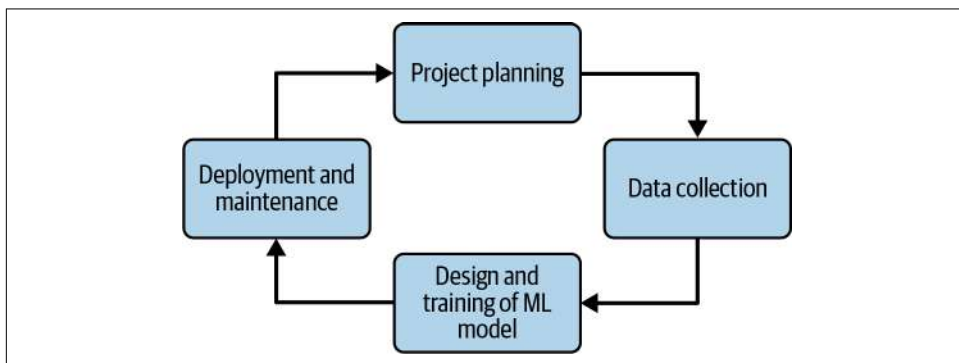 Project planning
Data collection
Design and
training of ML
model
Deployment and
maintenance